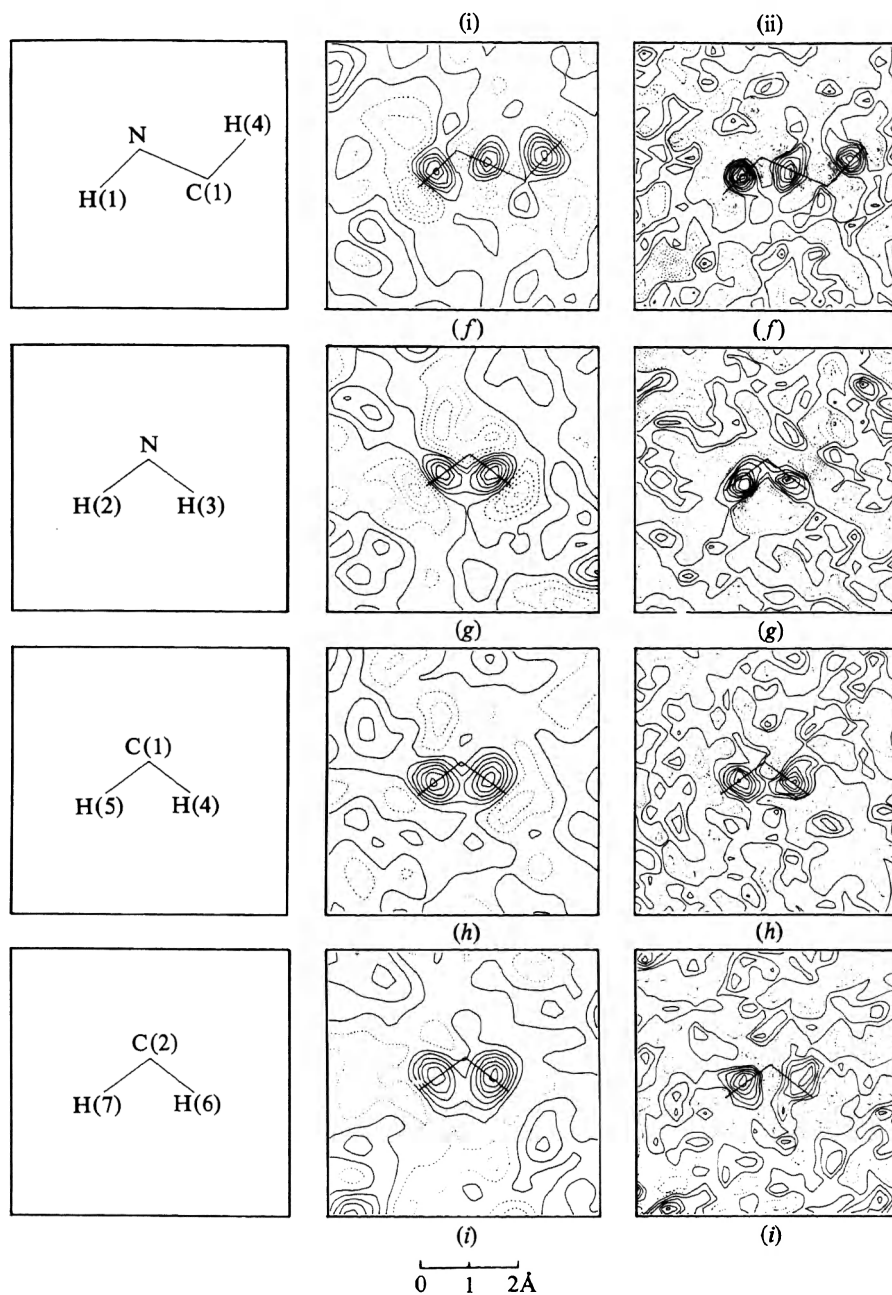 (i) (ii)
H(4)
N
H(1) C(1)
(f) (f)
N
H(2) H(3)
(g) (g)
C(1)
H(5) H(4)
(h) (h)
C(2)
H(7) H(6)
(i) (i)
0 1 2Å